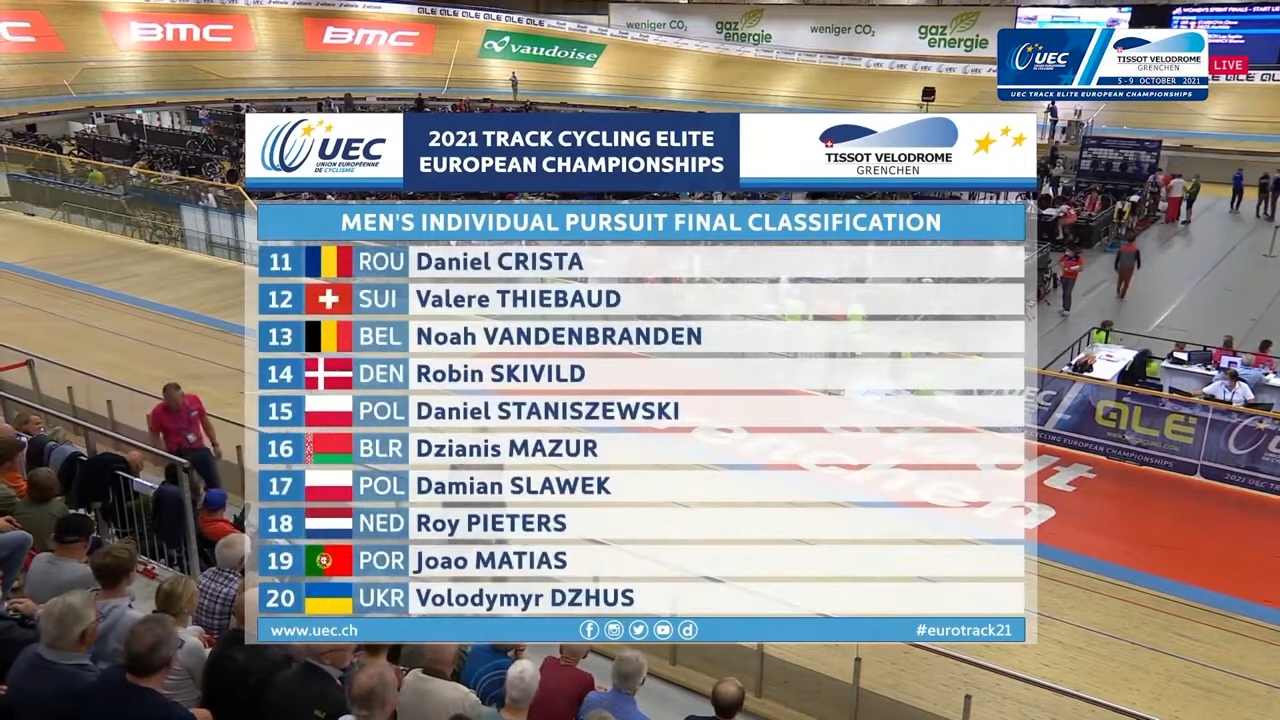 BMC
BMC
vaudoise
weniger CO₂
gaz energie
weniger CO₂
gaz energie
UEC
TISSOT VELODROME
GRENCHEN
5 - 9 OCTOBER 2021
UEC TRACK ELITE EUROPEAN CHAMPIONSHIPS
LIVE
UEC
UNION EUROPÉENNE
DE CYCLISME
2021 TRACK CYCLING ELITE
EUROPEAN CHAMPIONSHIPS
TISSOT VELODROME
GRENCHEN
MEN'S INDIVIDUAL PURSUIT FINAL CLASSIFICATION
11 ROU Daniel CRISTA
12 SUI Valere THIEBAUD
13 BEL Noah VANDENBRANDEN
14 DEN Robin SKIVILD
15 POL Daniel STANISZEWSKI
16 BLR Dzianis MAZUR
17 POL Damian SLAWEK
18 NED Roy PIETERS
19 POR Joao MATIAS
20 UKR Volodymyr DZHUS
www.uec.ch
#eurotrack21
ALÉ